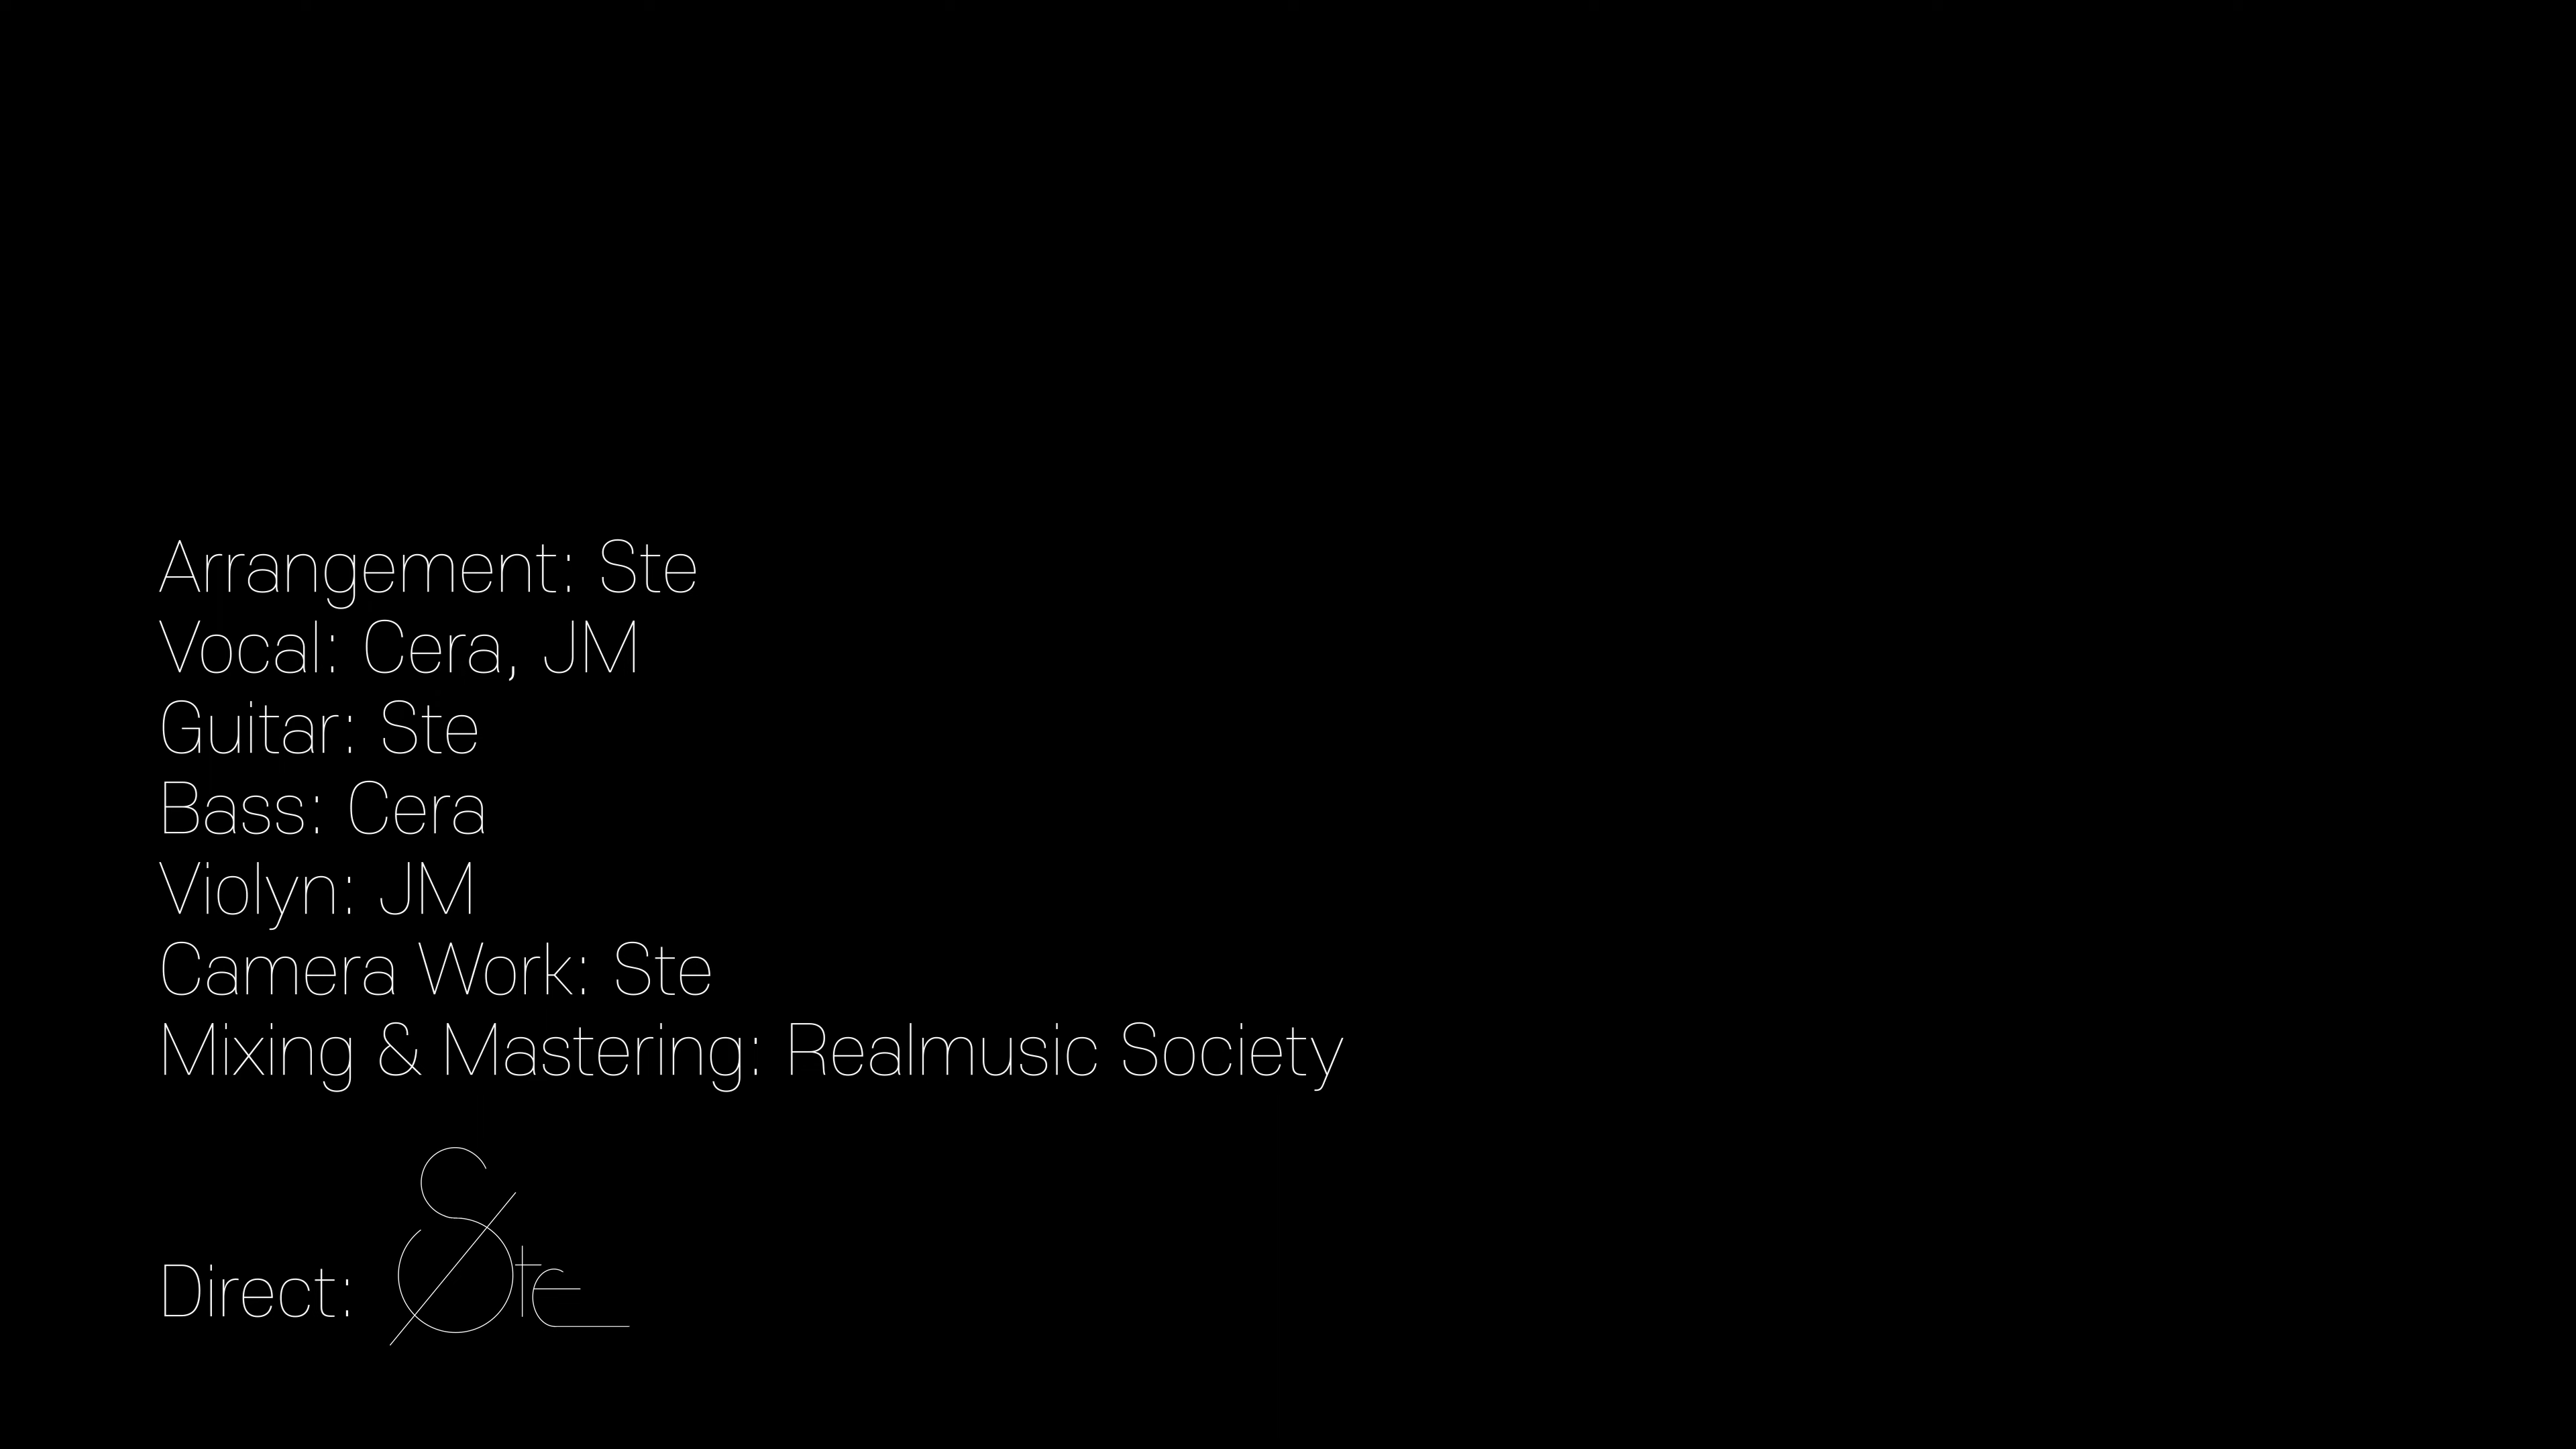 Arrangement: Ste
Vocal: Cera, JM
Guitar: Ste
Bass: Cera
Violyn: JM
Camera Work: Ste
Mixing & Mastering: Realmusic Society
Direct: Ste